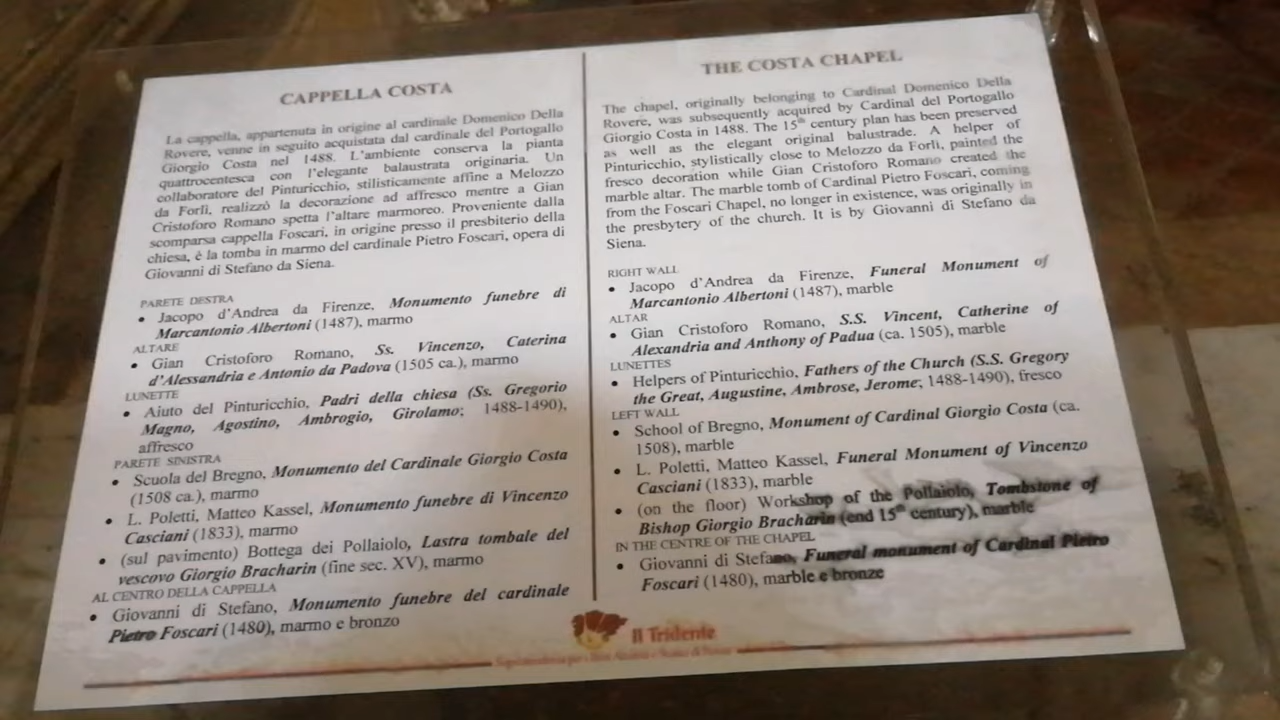 CAPPELLA COSTA
La cappella, appartenuta in origine al cardinale Domenico Della
Rovere, venne in seguito acquistata dal cardinale del Portogallo
Giorgio Costa nel 1488. L'ambiente conserva la pianta
quattrocentesca con l'elegante balaustrata originaria. Un
collaboratore del Pinturicchio, stilisticamente affine a Melozzo
da Forlì, realizzò la decorazione ad affresco mentre a Gian
Cristoforo Romano spetta l'altare marmoreo. Proveniente dalla
scomparsa cappella Foscari, in origine presso il presbiterio della
chiesa, è la tomba in marmo del cardinale Pietro Foscari, opera di
Giovanni di Stefano da Siena.
PARETE DESTRA
• Jacopo d'Andrea da Firenze, Monumento funebre di
Marcantonio Albertoni (1487), marmo
ALTARE
• Gian Cristoforo Romano, Ss. Vincenzo, Caterina
d'Alessandria e Antonio da Padova (1505 ca.), marmo
LUNETTE
• Aiuto del Pinturicchio, Padri della chiesa (Ss. Gregorio
Magno, Agostino, Ambrogio, Girolamo; 1488-1490),
affresco
PARETE SINISTRA
• Scuola del Bregno, Monumento del Cardinale Giorgio Costa
(1508 ca.), marmo
• L. Poletti, Matteo Kassel, Monumento funebre di Vincenzo
Casciani (1833), marmo
• (sul pavimento) Bottega dei Pollaiolo, Lastra tombale del
vescovo Giorgio Bracharin (fine sec. XV), marmo
AL CENTRO DELLA CAPPELLA
• Giovanni di Stefano, Monumento funebre del cardinale
Pietro Foscari (1480), marmo e bronzo
THE COSTA CHAPEL
The chapel, originally belonging to Cardinal Domenico Della
Rovere, was subsequently acquired by Cardinal del Portogallo
Giorgio Costa in 1488. The 15th century plan has been preserved
as well as the elegant original balustrade. A helper of
Pinturicchio, stylistically close to Melozzo da Forlì, painted the
fresco decoration while Gian Cristoforo Romano created the
marble altar. The marble tomb of Cardinal Pietro Foscari, coming
from the Foscari Chapel, no longer in existence, was originally in
the presbytery of the church. It is by Giovanni di Stefano da
Siena.
RIGHT WALL
• Jacopo d'Andrea da Firenze, Funeral Monument of
Marcantonio Albertoni (1487), marble
ALTAR
• Gian Cristoforo Romano, S.S. Vincent, Catherine of
Alexandria and Anthony of Padua (ca. 1505), marble
LUNETTES
• Helpers of Pinturicchio, Fathers of the Church (S.S. Gregory
the Great, Augustine, Ambrose, Jerome; 1488-1490), fresco
LEFT WALL
• School of Bregno, Monument of Cardinal Giorgio Costa (ca.
1508), marble
• L. Poletti, Matteo Kassel, Funeral Monument of Vincenzo
Casciani (1833), marble
• (on the floor) Workshop of the Pollaiolo, Tombstone of
Bishop Giorgio Bracharin (end 15th century), marble
IN THE CENTRE OF THE CHAPEL
• Giovanni di Stefano, Funeral monument of Cardinal Pietro
Foscari (1480), marble e bronze
Il Tridente